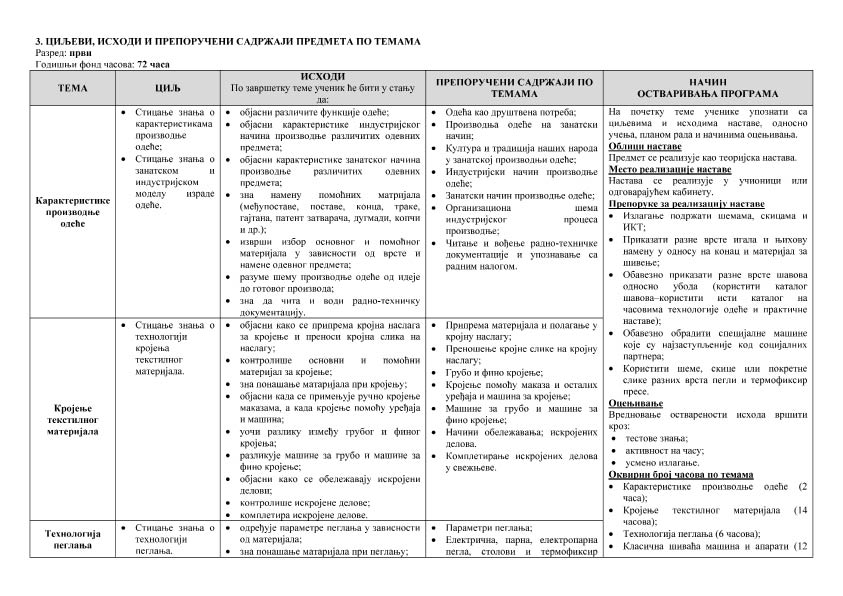 3. ЦИЉЕВИ, ИСХОДИ И ПРЕПОРУЧЕНИ САДРЖАЈИ ПРЕДМЕТА ПО ТЕМАМА
Разред: први
Годишњи фонд часова: 72 часа
ТЕМА
ЦИЉ
ИСХОДИ
По завршетку теме ученик ће бити у стању
да:
ПРЕПОРУЧЕНИ САДРЖАЈИ ПО
ТЕМАМА
НАЧИН
ОСТВАРИВАЊА ПРОГРАМА
Карактеристике
производње
одеће
• Стицање знања о
карактеристикама
производње
одеће;
• Стицање знања о
занатском и
индустријском
моделу израде
одеће.
• објасни различите функције одеће;
• објасни карактеристике индустријског
начина производње различитих одевних
предмета;
• објасни карактеристике занатског начина
производње различитих одевних
предмета;
• зна намену помоћних матријала
(међупоставе, поставе, конца, траке,
гајтана, патент затварача, дугмади, копчи
и др.);
• изврши избор основног и помоћног
материјала у зависности од врсте и
намене одевног предмета;
• разуме шему производње одеће од идеје
до готовог производа;
• зна да чита и води радно-техничку
документацију.
• Одећа као друштвена потреба;
• Производња одеће на занатски
начин;
• Култура и традиција наших народа
у занатској производњи одеће;
• Индустријски начин производње
одеће;
• Занатски начин производње одеће;
• Организациона шема
индустријског процеса
производње;
• Читање и вођење радно-техничке
документације и упознавање са
радним налогом.
На почетку теме ученике упознати са
циљевима и исходима наставе, односно
учења, планом рада и начинима оцењивања.
Облици наставе
Предмет се реализује као теоријска настава.
Место реализације наставе
Настава се реализује у учионици или
одговарајућем кабинету.
Препоруке за реализацију наставе
• Излагање подржати шемама, скицама и
ИКТ;
• Приказати разне врсте игала и њихову
намену у односу на конац и материјал за
шивење;
• Обавезно приказати разне врсте шавова
односно убода (користити каталог
шавова–користити исти каталог на
часовима технологије одеће и практичне
наставе);
• Обавезно обрадити специјалне машине
које су најзаступљеније код социјалних
партнера;
• Користити шеме, скице или покретне
слике разних врста пегли и термофиксир
пресе.
Оцењивање
Вредновање остварености исхода вршити
кроз:
• тестове знања;
• активност на часу;
• усмено излагање.
Оквирни број часова по темама
• Карактеристике производње одеће (2
часа);
• Кројење текстилног материјала (14
часова);
• Технологија пеглања (6 часова);
• Класична шиваћа машина и апарати (12
Кројење
текстилног
материјала
• Стицање знања о
технологији
кројења
текстилног
материјала.
• објасни како се припрема кројна наслага
за кројење и преноси кројна слика на
наслагу;
• контролише основни и помоћни
материјал за кројење;
• зна понашање матаријала при кројењу;
• објасни када се примењује ручно кројење
маказама, а када кројење помоћу уређаја
и машина;
• уочи разлику између грубог и финог
кројења;
• разликује машине за грубо и машине за
фино кројење;
• објасни како се обележавају искројени
делови;
• контролише искројене делове;
• комплетира искројене делове.
• Припрема материјала и полагање у
кројну наслагу;
• Преношење кројне слике на кројну
наслагу;
• Грубо и фино кројење;
• Кројење помоћу маказа и осталих
уређаја и машина за кројење;
• Машине за грубо и машине за
фино кројење;
• Начини обележавања; искројених
делова.
• Комплетирање искројених делова
у свежњеве.
Технологија
пеглања
• Стицање знања о
технологији
пеглања.
• одређује параметре пеглања у зависности
од материјала;
• зна понашање матаријала при пеглању;
• Параметри пеглања;
• Електрична, парна, електропарна
пегла, столови и термофиксир